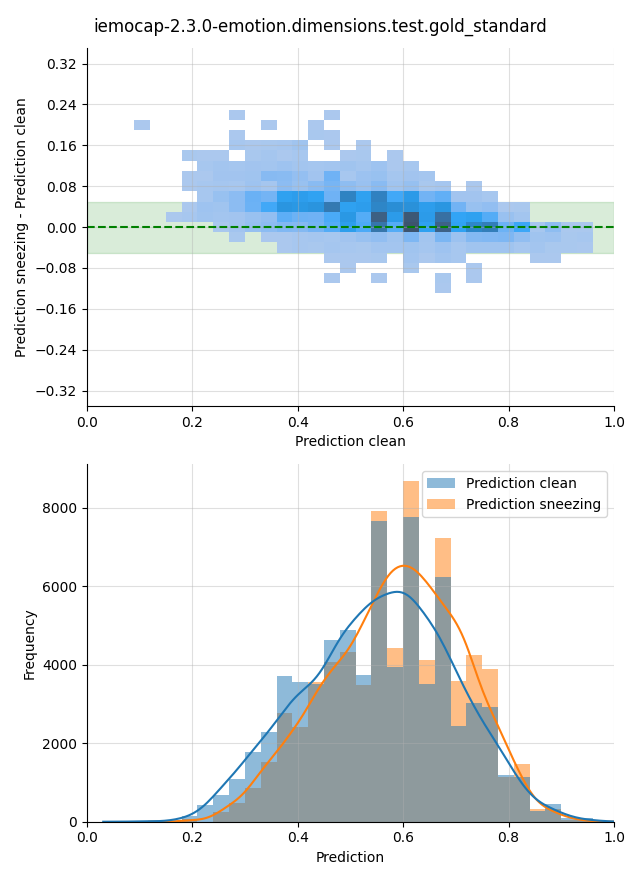 iemocap-2.3.0-emotion.dimensions.test.gold_standard
Prediction sneezing - Prediction clean
0.32
0.24
0.16
0.08
0.00
−0.08
−0.16
−0.24
−0.32
0.0 0.2 0.4 0.6 0.8 1.0
Prediction clean
Prediction clean
Prediction sneezing
Frequency
8000
6000
4000
2000
0
0.0 0.2 0.4 0.6 0.8 1.0
Prediction